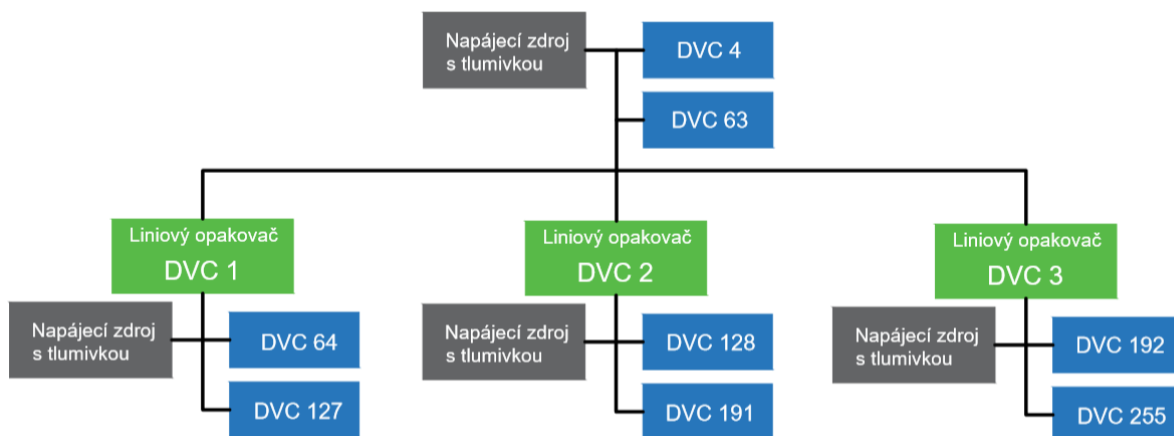 Napájecí zdroj
s tlumivkou
DVC 4
DVC 63
Liniový opakovač
DVC 1
Napájecí zdroj
s tlumivkou
DVC 64
DVC 127
Liniový opakovač
DVC 2
Napájecí zdroj
s tlumivkou
DVC 128
DVC 191
Liniový opakovač
DVC 3
Napájecí zdroj
s tlumivkou
DVC 192
DVC 255